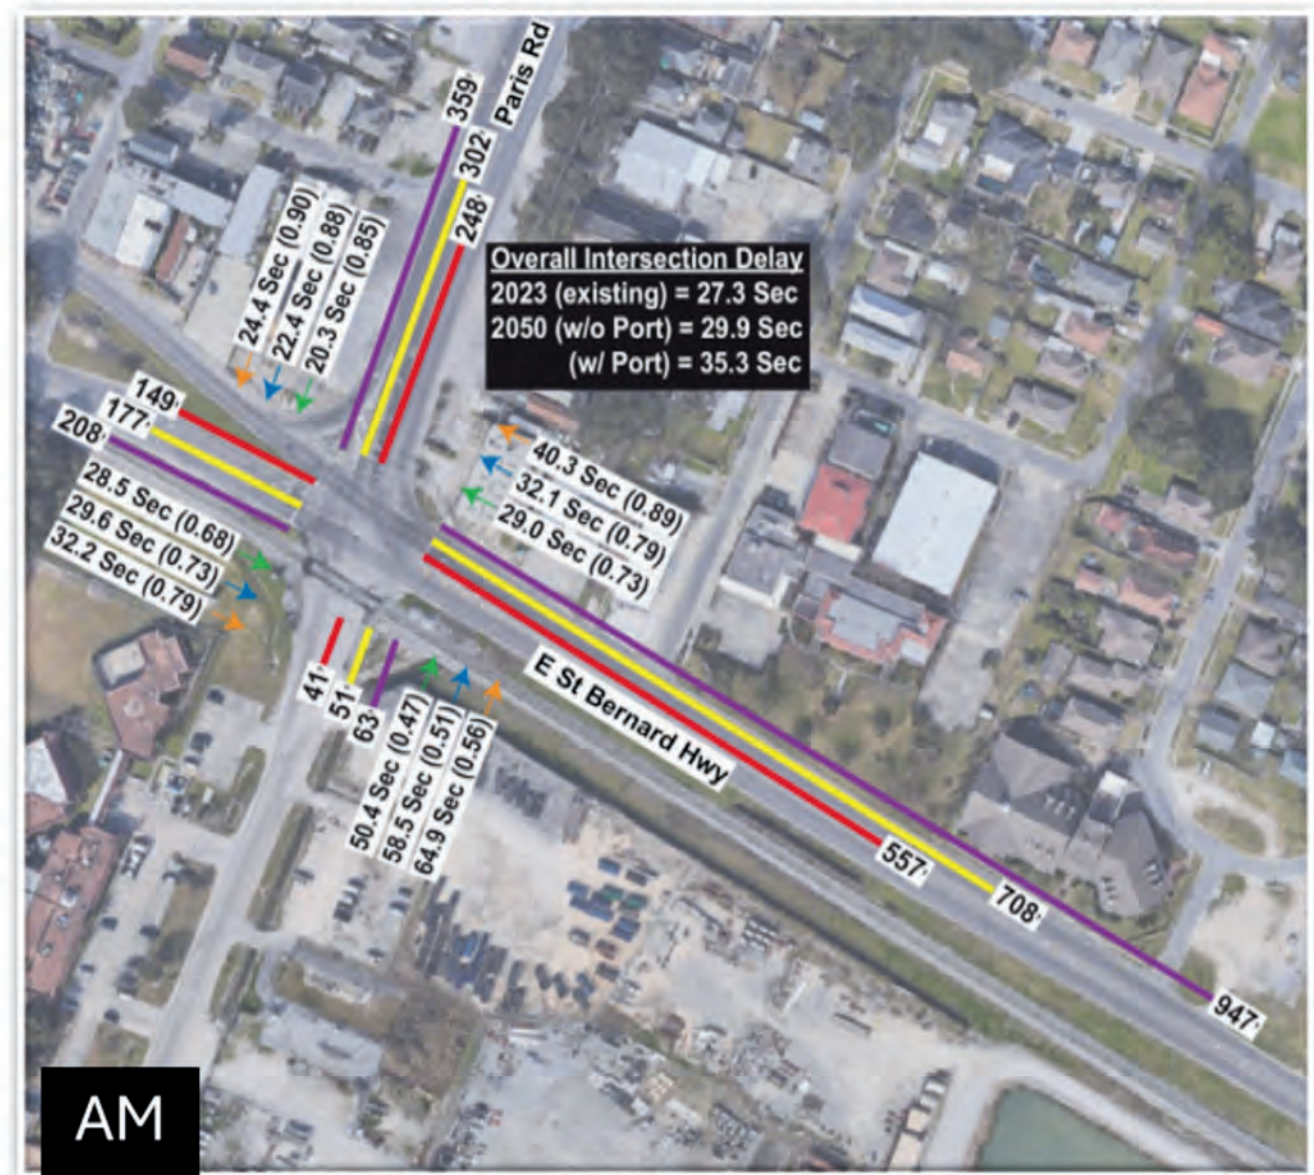 Paris Rd
359'
302'
248'
24.4 Sec (0.90)
22.4 Sec (0.88)
20.3 Sec (0.85)
Overall Intersection Delay
2023 (existing) = 27.3 Sec
2050 (w/o Port) = 29.9 Sec
(w/ Port) = 35.3 Sec
149'
177'
208'
28.5 Sec (0.68)
29.6 Sec (0.73)
32.2 Sec (0.79)
40.3 Sec (0.89)
32.1 Sec (0.79)
29.0 Sec (0.73)
41'
51'
63'
50.4 Sec (0.47)
58.5 Sec (0.51)
64.9 Sec (0.56)
E St Bernard Hwy
557'
708'
947'
AM